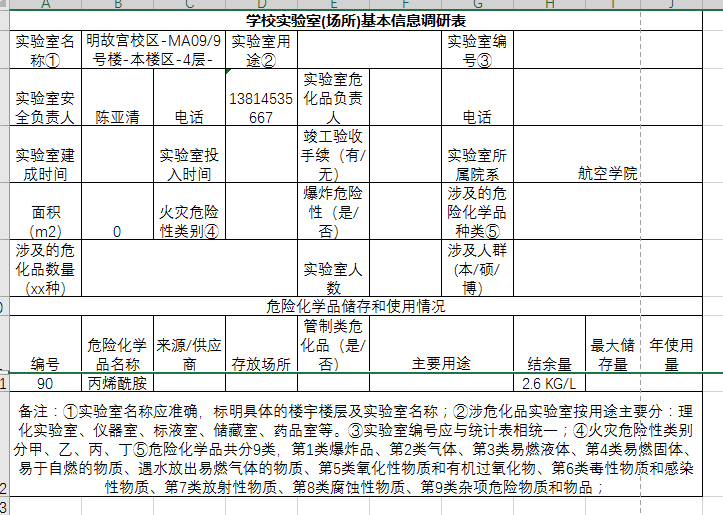 A B C D E F G H I J
学校实验室(场所)基本信息调研表
实验室名 明故宫校区-MA09/9 实验室用 实验室编
称① 号楼-本楼区-4层- 途② 号③
实验室危
实验室安 13814535 化品负责
全负责人 陈亚清 电话 667 人 电话
竣工验收
实验室建 实验室投 手续（有/ 实验室所
成时间 入时间 无） 属院系 航空学院
爆炸危险 涉及的危
面积 火灾危险 性（是/ 险化学品
（m2） 0 性类别④ 否） 种类⑤
涉及的危 涉及人群
化品数量 实验室人 (本/硕/
（xx种） 数 博)
危险化学品储存和使用情况
管制类危
危险化学 来源/供应 化品（是/ 最大储 年使用
编号 品名称 商 存放场所 否） 主要用途 结余量 存量 量
1 90 丙烯酰胺 2.6 KG/L
备注：①实验室名称应准确，标明具体的楼宇楼层及实验室名称；②涉危化品实验室按用途主要分：理
化实验室、仪器室、标液室、储藏室、药品室等。③实验室编号应与统计表相统一；④火灾危险性类别
分甲、乙、丙、丁⑤危险化学品共分9类，第1类爆炸品、第2类气体、第3类易燃液体、第4类易燃固体、
易于自燃的物质、遇水放出易燃气体的物质、第5类氧化性物质和有机过氧化物、第6类毒性物质和感染
2 性物质、第7类放射性物质、第8类腐蚀性物质、第9类杂项危险物质和物品；
3